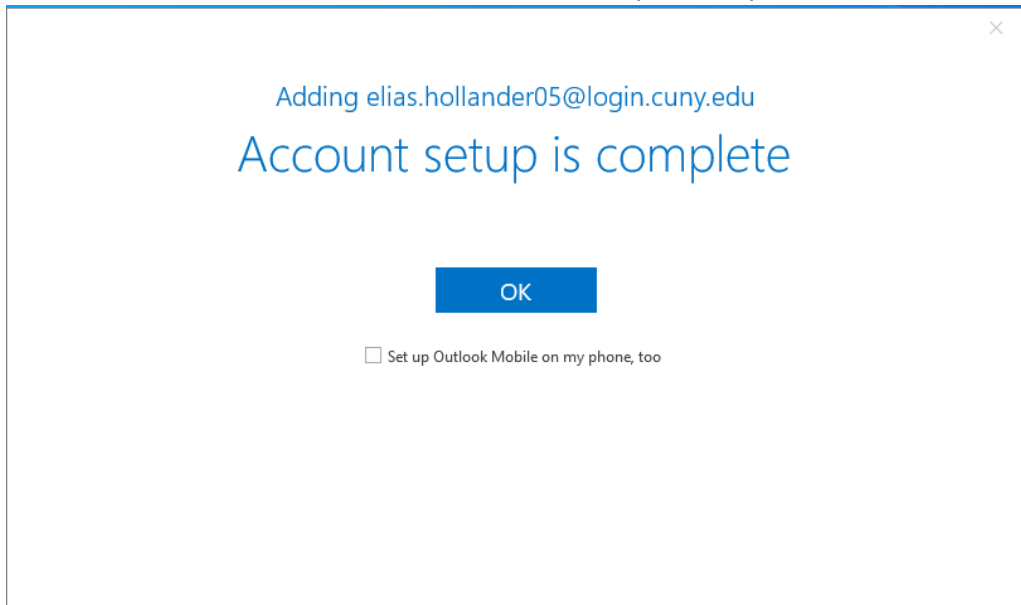 Adding elias.hollander05@login.cuny.edu
Account setup is complete
OK
Set up Outlook Mobile on my phone, too